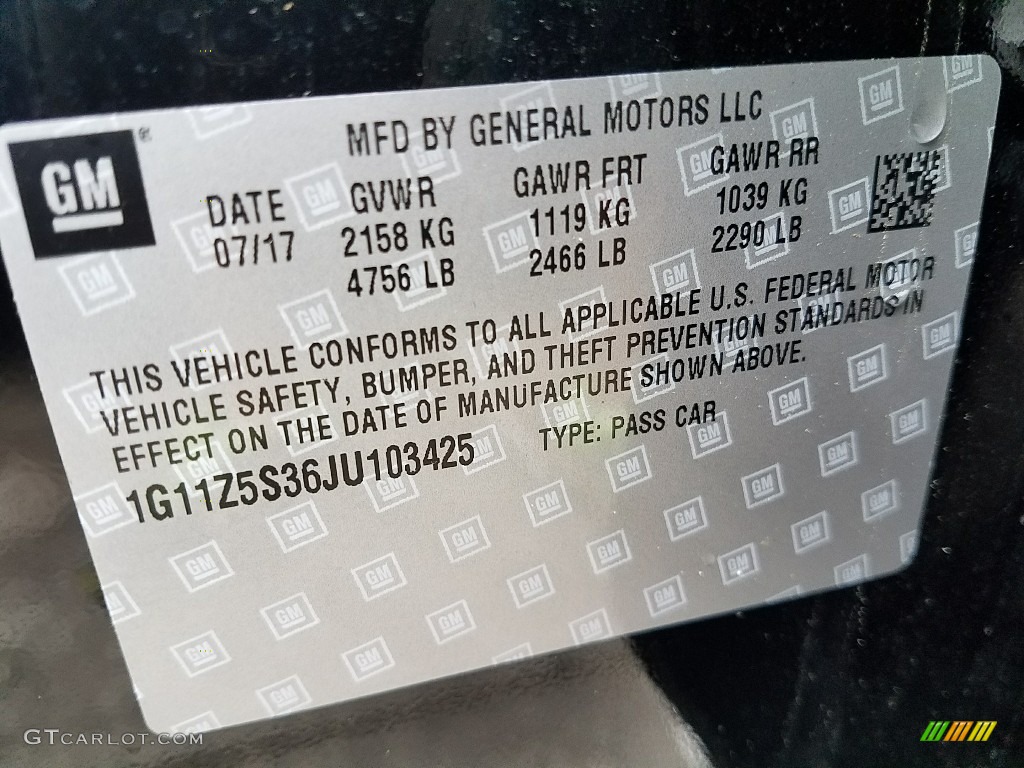 GM
MFD BY GENERAL MOTORS LLC
DATE GVWR GAWR FRT GAWR RR
07/17 2158 KG 1119 KG 1039 KG
4756 LB 2466 LB 2290 LB
THIS VEHICLE CONFORMS TO ALL APPLICABLE U.S. FEDERAL MOTOR
VEHICLE SAFETY, BUMPER, AND THEFT PREVENTION STANDARDS IN
EFFECT ON THE DATE OF MANUFACTURE SHOWN ABOVE.
1G11Z5S36JU103425 TYPE: PASS CAR
GTCARLOT.COM